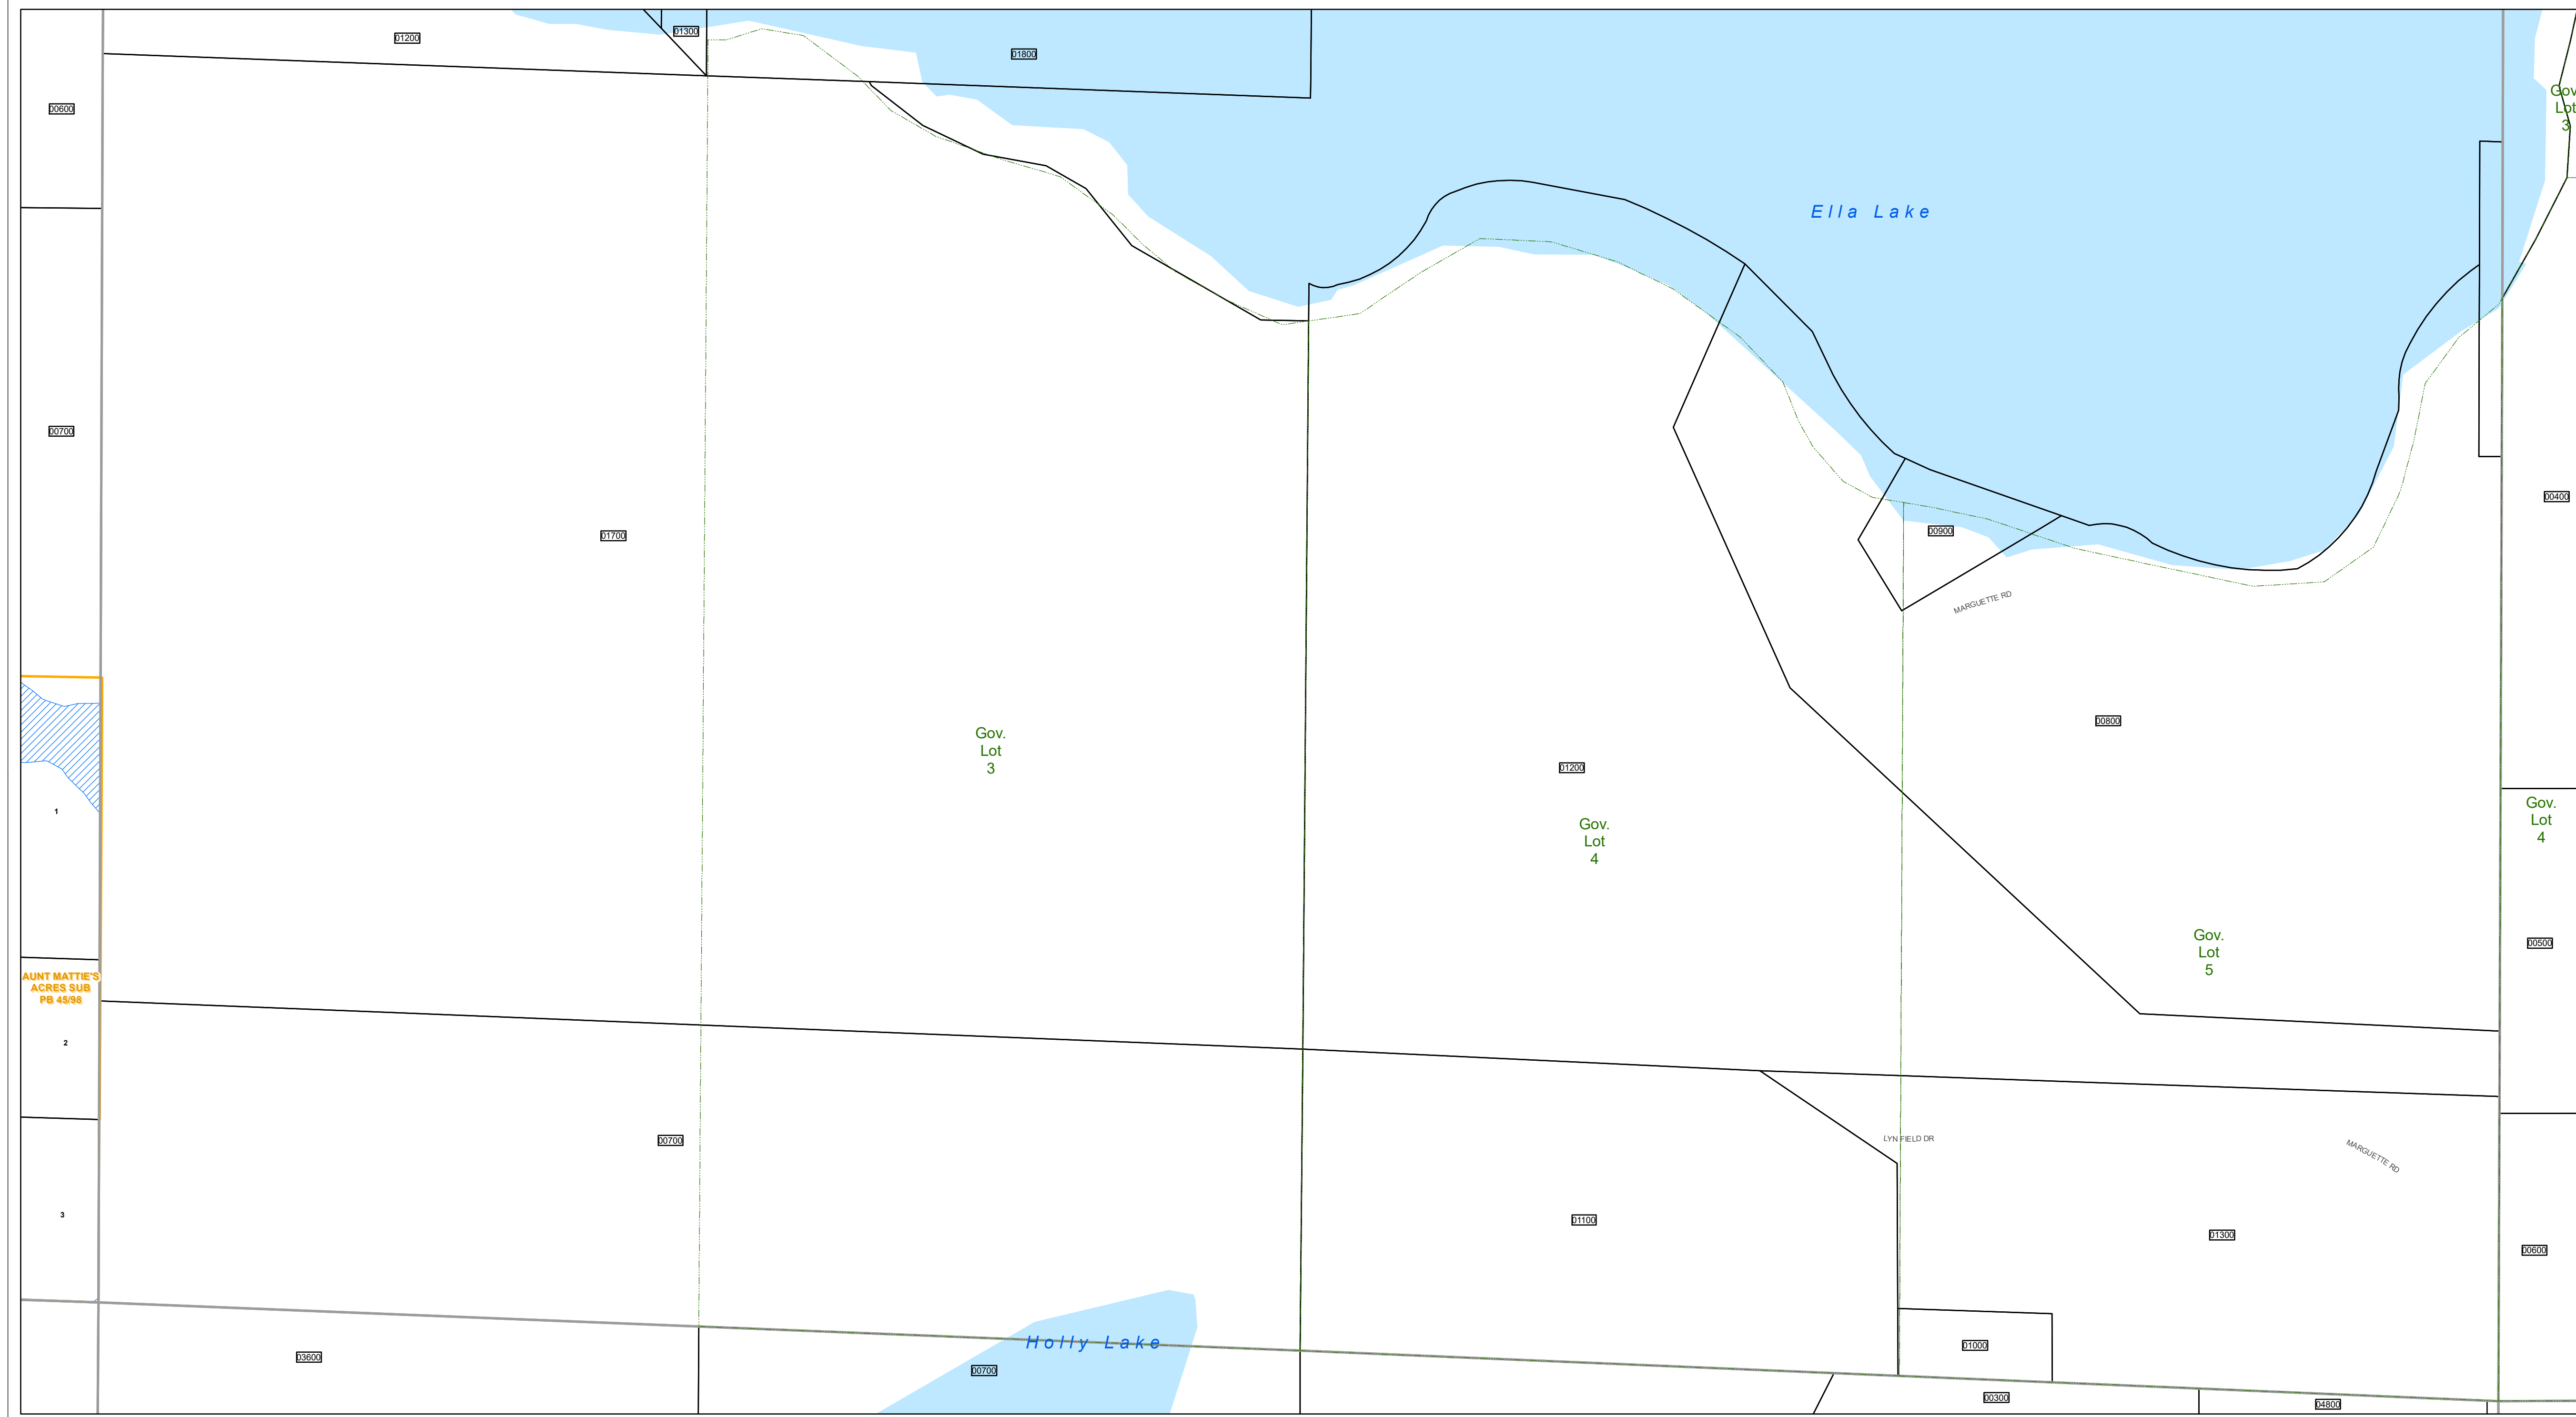 01200
01300
01800
00600
Gov.
Lot
3
Ella Lake
00700
00400
01700
00900
MARGUETTE RD
00800
Gov.
Lot
3
01200
1
Gov.
Lot
4
Gov.
Lot
4
Gov.
Lot
5
00500
AUNT MATTIE'S
ACRES SUB
PB 45/98
2
00700
LYN FIELD DR
MARGUETTE RD
3
01100
01300
00600
Holly Lake
01000
03600
00700
00300
04800